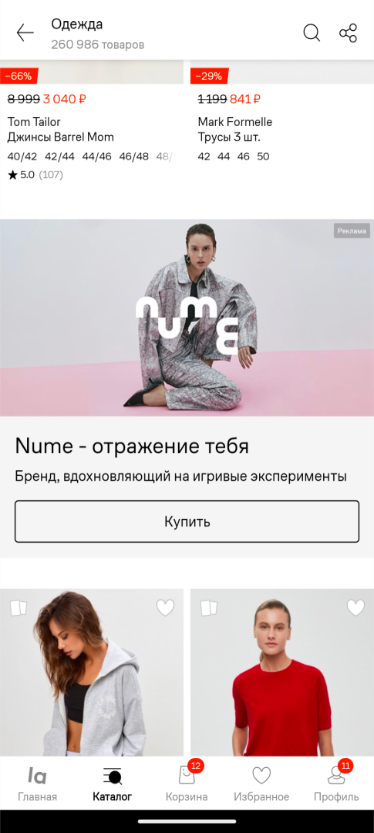 Одежда
260 986 товаров
−66%
8 999 3 040 ₽
Tom Tailor
Джинсы Barrel Mom
40/42 42/44 44/46 46/48 48/
★ 5.0 (107)
−29%
1 199 841 ₽
Mark Formelle
Трусы 3 шт.
42 44 46 50
Реклама
nume
Nume - отражение тебя
Бренд, вдохновляющий на игривые эксперименты
Купить
la
Главная
Каталог
12
Корзина
Избранное
11
Профиль